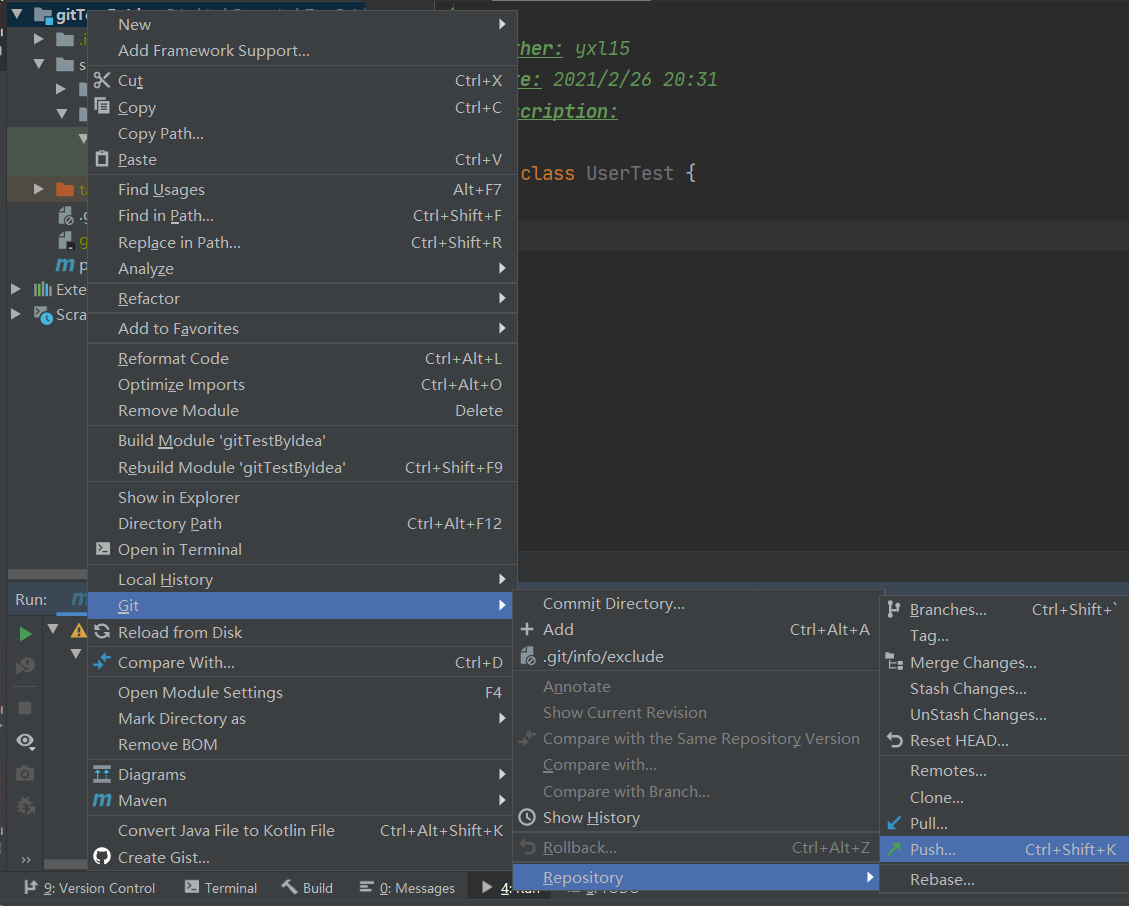 New
Add Framework Support...
Cut Ctrl+X
Copy Ctrl+C
Copy Path...
Paste Ctrl+V
Find Usages Alt+F7
Find in Path... Ctrl+Shift+F
Replace in Path... Ctrl+Shift+R
Analyze
Refactor
Add to Favorites
Reformat Code Ctrl+Alt+L
Optimize Imports Ctrl+Alt+O
Remove Module Delete
Build Module 'gitTestByIdea'
Rebuild Module 'gitTestByIdea' Ctrl+Shift+F9
Show in Explorer
Directory Path Ctrl+Alt+F12
Open in Terminal
Local History
Git
Reload from Disk
Compare With... Ctrl+D
Open Module Settings F4
Mark Directory as
Remove BOM
Diagrams
Maven
Convert Java File to Kotlin File Ctrl+Alt+Shift+K
Create Gist...
yxl15
2021/2/26 20:31
class UserTest {
Run:
Commit Directory...
Add Ctrl+Alt+A
.git/info/exclude
Annotate
Show Current Revision
Compare with the Same Repository Version
Compare with...
Compare with Branch...
Show History
Rollback... Ctrl+Alt+Z
Repository
Branches... Ctrl+Shift+`
Tag...
Merge Changes...
Stash Changes...
UnStash Changes...
Reset HEAD...
Remotes...
Clone...
Pull...
Push... Ctrl+Shift+K
Rebase...
9: Version Control Terminal Build 0: Messages 4: Run